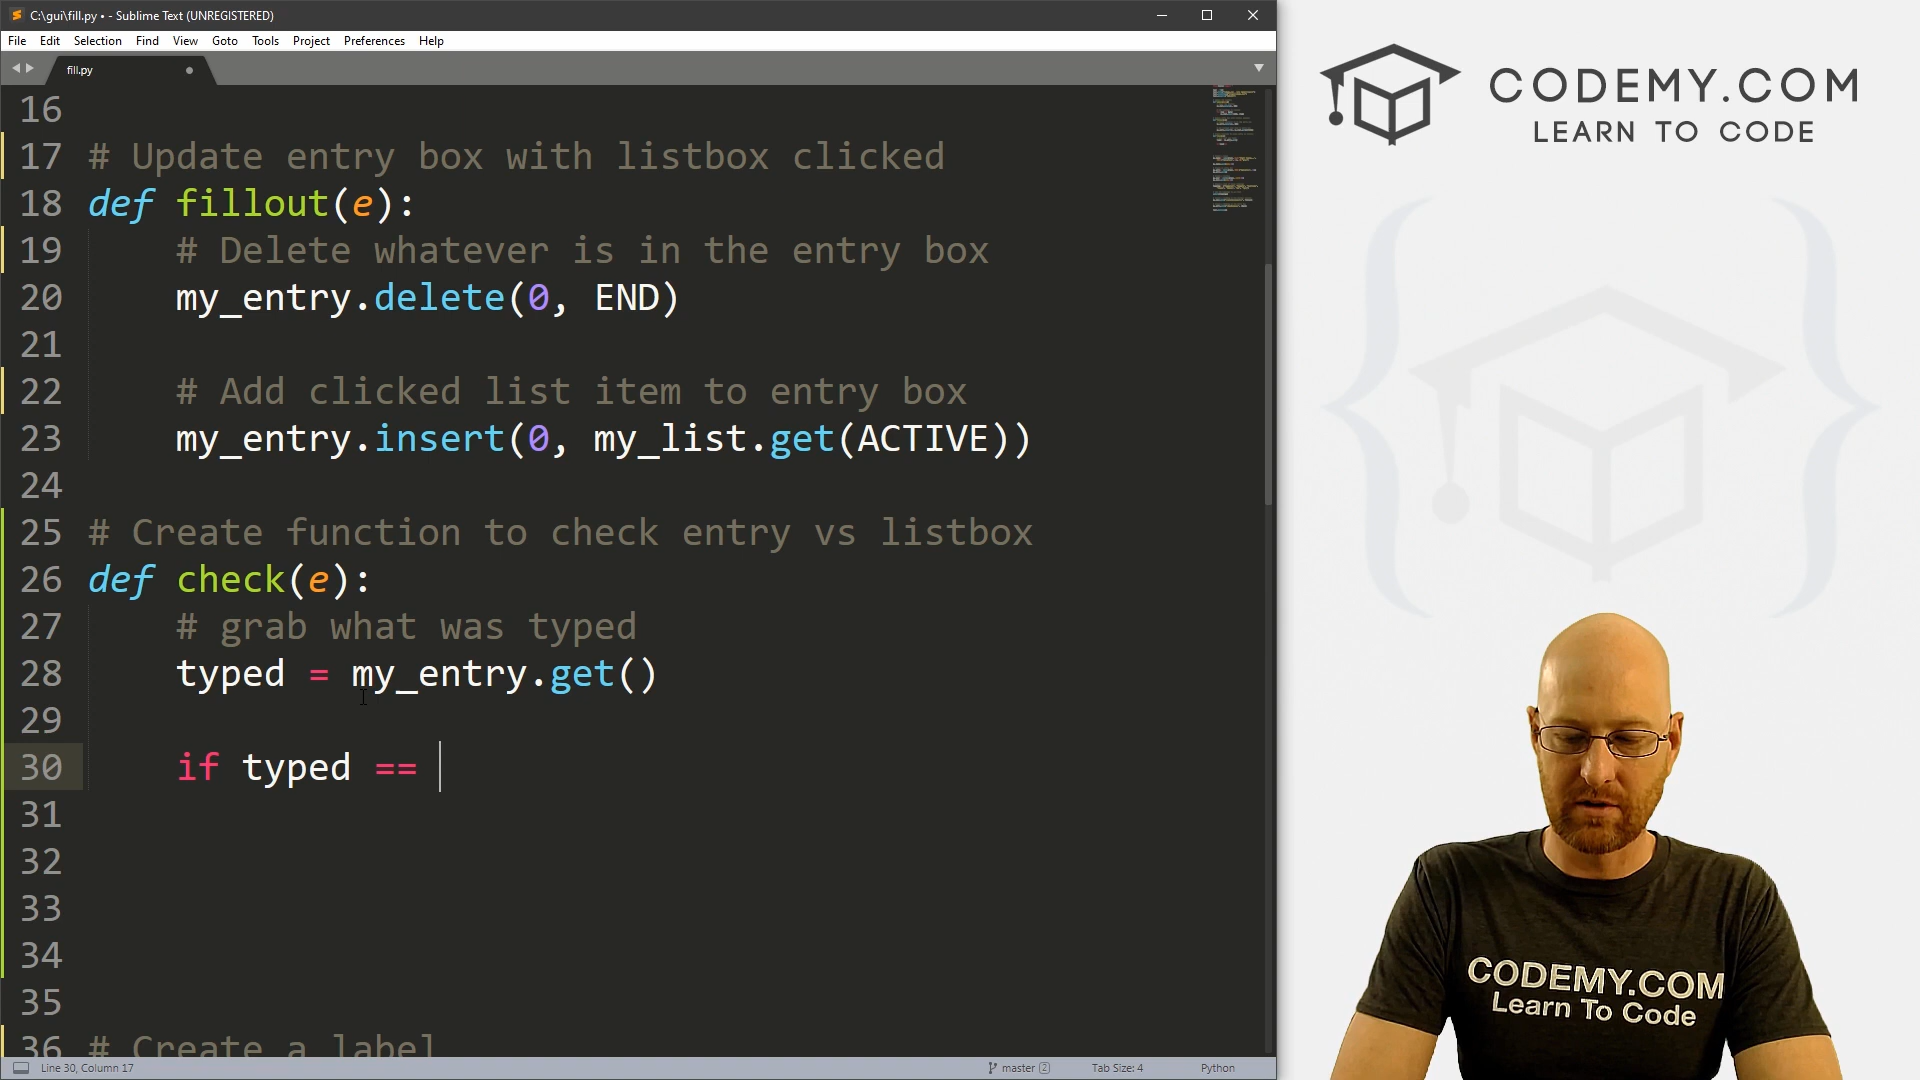 C:\gui\fill.py • - Sublime Text (UNREGISTERED)
File Edit Selection Find View Goto Tools Project Preferences Help
fill.py
16
17 # Update entry box with listbox clicked
18 def fillout(e):
19 # Delete whatever is in the entry box
20 my_entry.delete(0, END)
21
22 # Add clicked list item to entry box
23 my_entry.insert(0, my_list.get(ACTIVE))
24
25 # Create function to check entry vs listbox
26 def check(e):
27 # grab what was typed
28 typed = my_entry.get()
29
30 if typed ==
31
32
33
34
35
36 # Create a label
Line 30, Column 17 master 2 Tab Size: 4 Python
CODEMY.COM
LEARN TO CODE
CODEMY.COM
Learn To Code